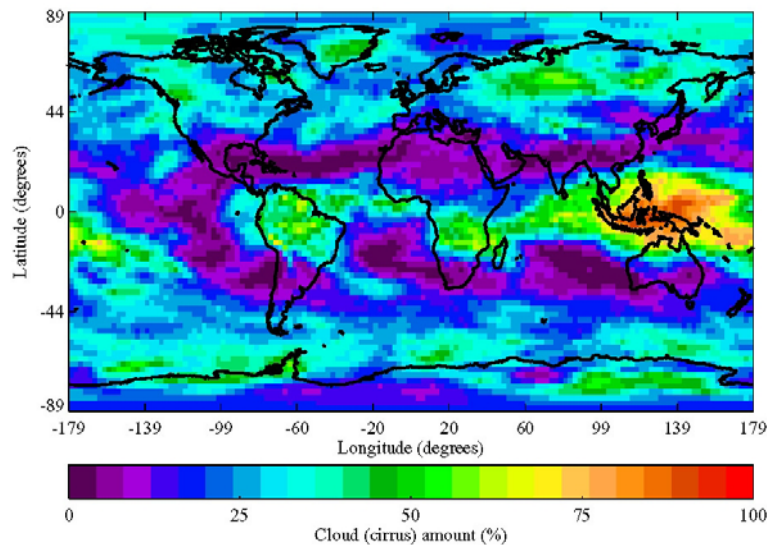 89
44
0
-44
-89
Latitude (degrees)
-179 -139 -99 -60 -20 20 60 99 139 179
Longitude (degrees)
0 25 50 75 100
Cloud (cirrus) amount (%)